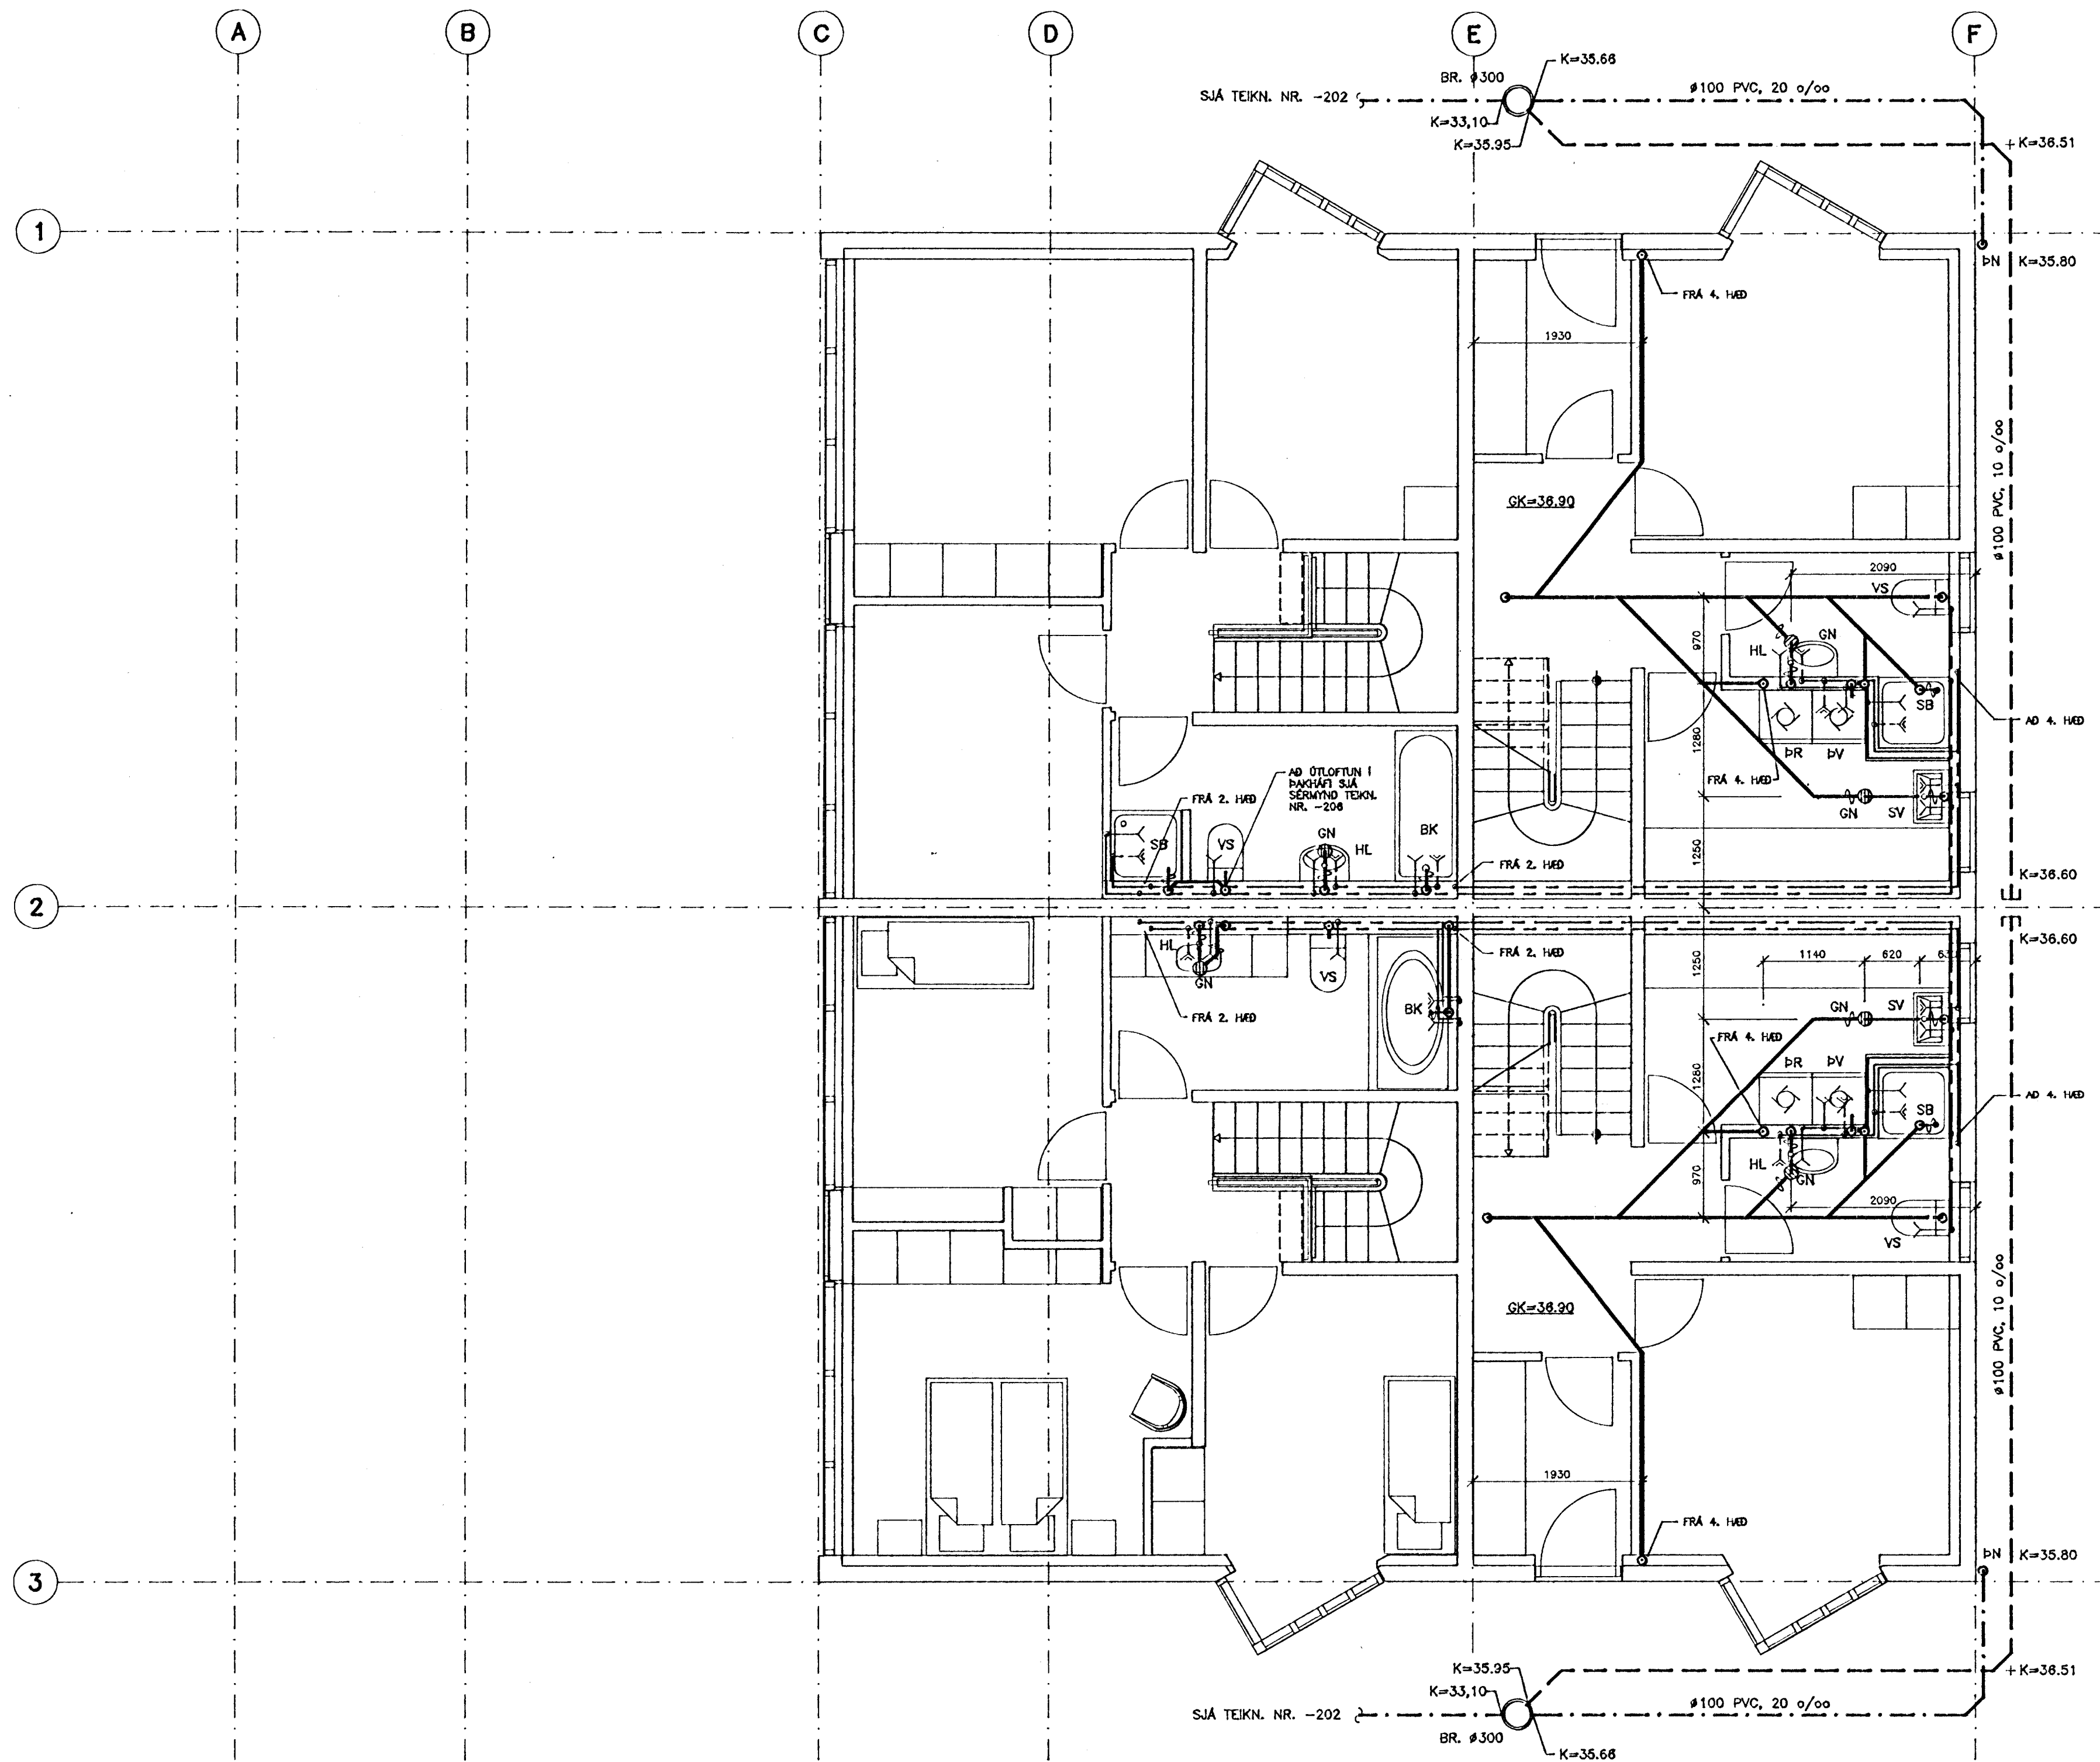 A
B
C
D
E
F
K=35.66
BR. ø300
SJÁ TEIKN. NR. -202
ø100 PVC, 20 o/oo
K=33,10
K=35.95
K=36.51
1
ÞN
K=35.80
FRÁ 4. HÆÐ
1930
ø100 PVC, 10 o/oo
GK=36.90
2090
VS
970
GN
HL
SB
AÐ 4. HÆÐ
1280
ÞR
ÞV
FRÁ 4. HÆÐ
AÐ ÚTLOFTUN Í
ÞAKHÁFI SJÁ
SÉRMYND TEIKN.
NR. -206
FRÁ 2. HÆÐ
GN
SV
SB
VS
GN
HL
BK
1250
FRÁ 2. HÆÐ
K=36.60
2
K=36.60
HL
GN
VS
FRÁ 2. HÆÐ
1250
1140
620
FRÁ 2. HÆÐ
BK
GN
SV
FRÁ 4. HÆÐ
ÞR
ÞV
1280
SB
AÐ 4. HÆÐ
HL
GN
970
2090
VS
GK=36.90
ø100 PVC, 10 o/oo
1930
FRÁ 4. HÆÐ
ÞN
K=35.80
3
K=35.95
K=33,10
K=36.51
SJÁ TEIKN. NR. -202
ø100 PVC, 20 o/oo
BR. ø300
K=35.66